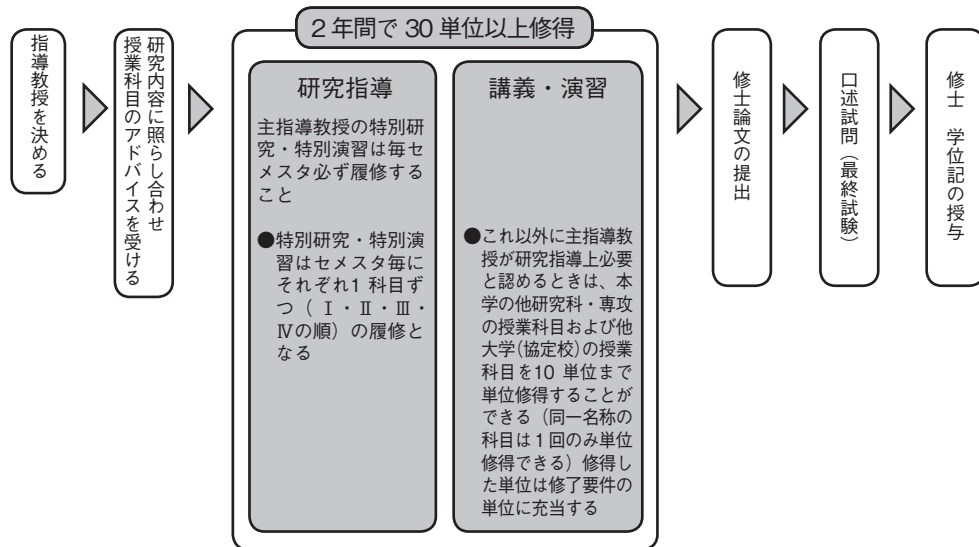 指導教授を決める
研究内容に照らし合わせ
授業科目のアドバイスを受ける
2年間で30単位以上修得
研究指導
主指導教授の特別研
究・特別演習は毎セ
メスタ必ず履修する
こと
●特別研究・特別演
習はセメスタ毎に
それぞれ1 科目ず
つ（ Ⅰ・Ⅱ・Ⅲ・
Ⅳの順）の履修と
なる
講義・演習
●これ以外に主指導教
授が研究指導上必要
と認めるときは、本
学の他研究科・専攻
の授業科目および他
大学(協定校)の授業
科目を10 単位まで
単位修得することが
できる（同一名称の
科目は1回のみ単位
修得できる）修得し
た単位は修了要件の
単位に充当する
修士論文の提出
口述試問（最終試験）
修士　学位記の授与